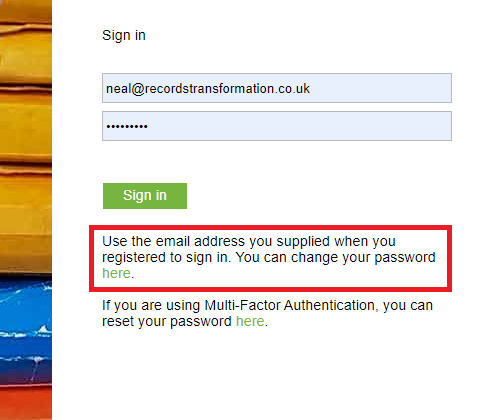 Sign in
neal@recordstransformation.co.uk
•••••••••
Sign in
Use the email address you supplied when you
registered to sign in. You can change your password
here.
If you are using Multi-Factor Authentication, you can
reset your password here.